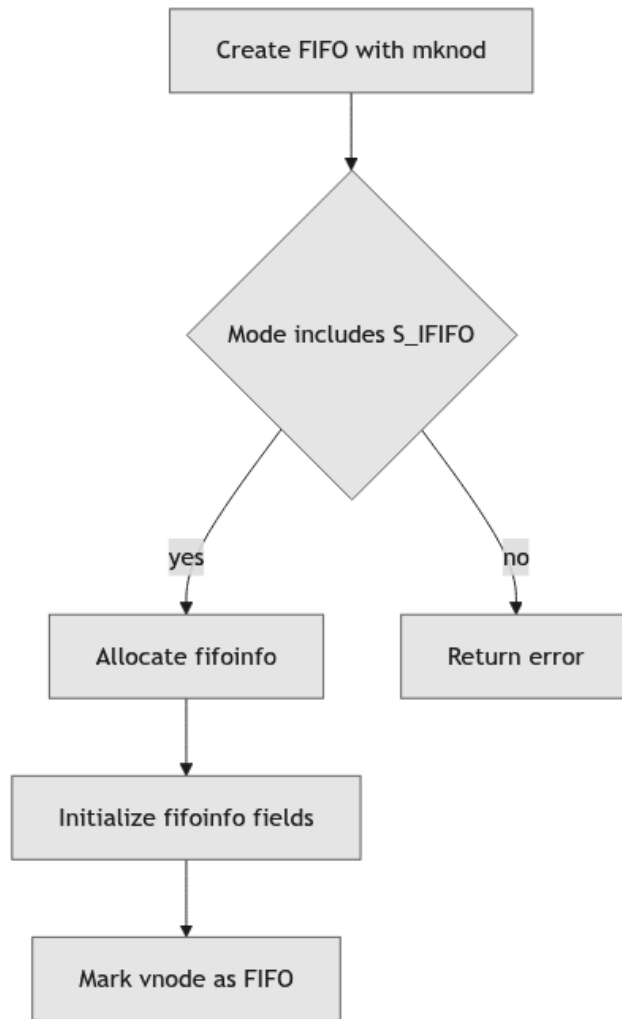 Create FIFO with mknod
Mode includes S_IFIFO
yes
no
Allocate fifoinfo
Return error
Initialize fifoinfo fields
Mark vnode as FIFO